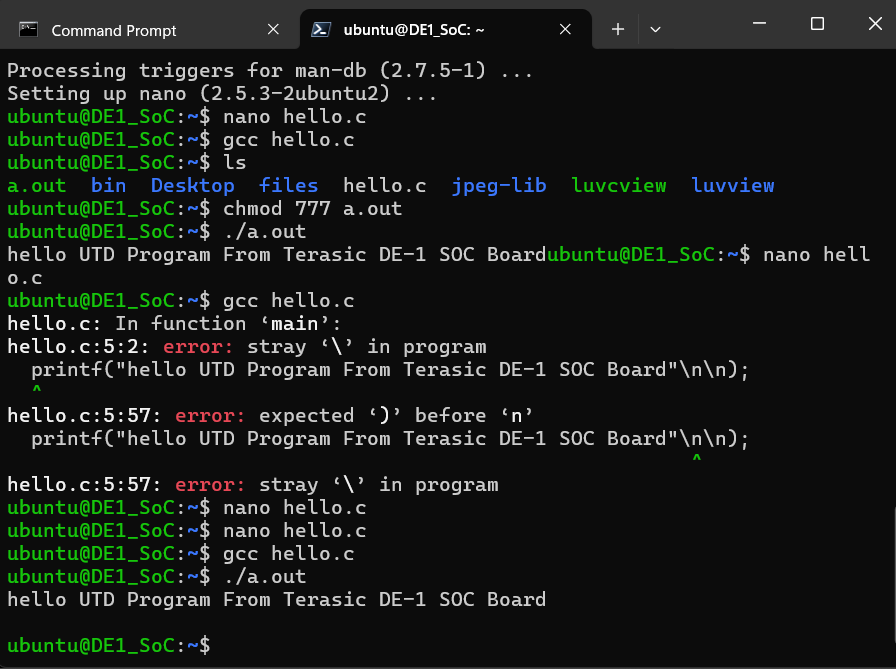 Command Prompt
ubuntu@DE1_SoC: ~
Processing triggers for man-db (2.7.5-1) ...
Setting up nano (2.5.3-2ubuntu2) ...
ubuntu@DE1_SoC:~$ nano hello.c
ubuntu@DE1_SoC:~$ gcc hello.c
ubuntu@DE1_SoC:~$ ls
a.out  bin  Desktop  files  hello.c  jpeg-lib  luvcview  luvview
ubuntu@DE1_SoC:~$ chmod 777 a.out
ubuntu@DE1_SoC:~$ ./a.out
hello UTD Program From Terasic DE-1 SOC Boardubuntu@DE1_SoC:~$ nano hell
o.c
ubuntu@DE1_SoC:~$ gcc hello.c
hello.c: In function ‘main’:
hello.c:5:2: error: stray ‘\’ in program
  printf("hello UTD Program From Terasic DE-1 SOC Board"\n\n);
  ^
hello.c:5:57: error: expected ‘)’ before ‘n’
  printf("hello UTD Program From Terasic DE-1 SOC Board"\n\n);
                                                         ^
hello.c:5:57: error: stray ‘\’ in program
ubuntu@DE1_SoC:~$ nano hello.c
ubuntu@DE1_SoC:~$ nano hello.c
ubuntu@DE1_SoC:~$ gcc hello.c
ubuntu@DE1_SoC:~$ ./a.out
hello UTD Program From Terasic DE-1 SOC Board

ubuntu@DE1_SoC:~$